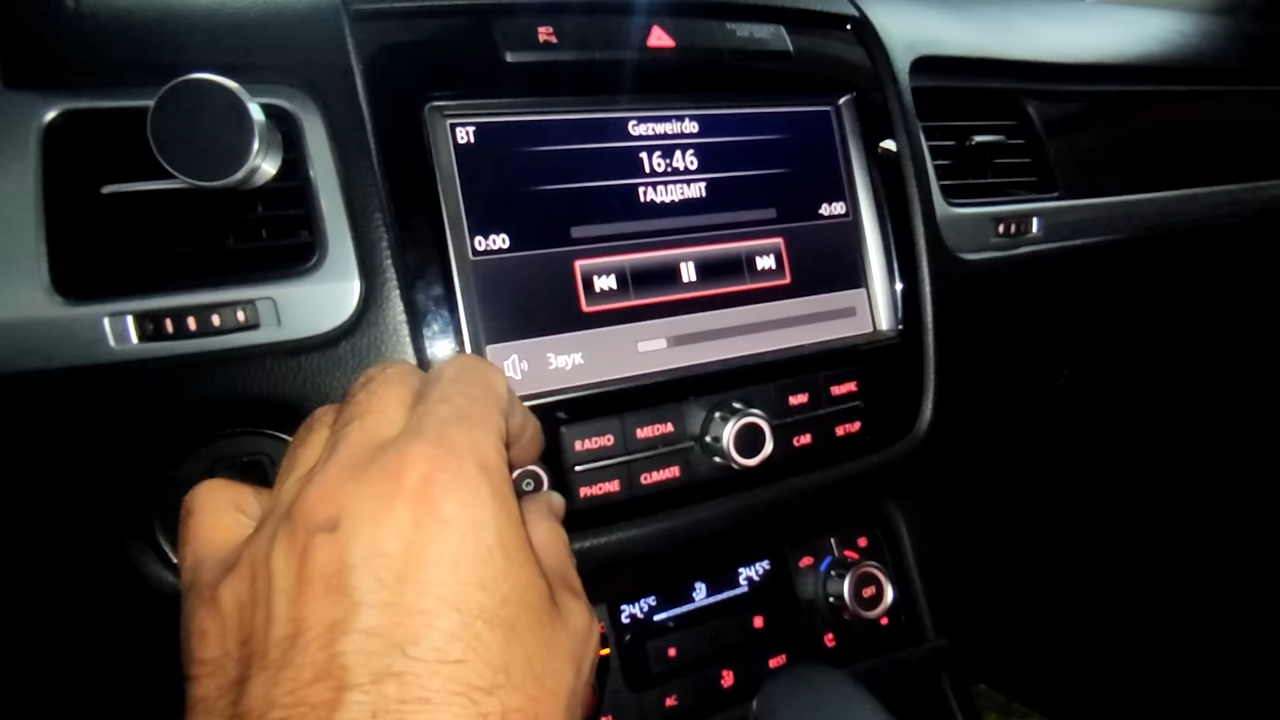 BT
Gezweirdo
16:46
ГАДДЕМІТ
0:00
-0:00
Звук
RADIO
MEDIA
NAV
TRAFFIC
PHONE
CLIMATE
CAR
SETUP
24,5°C
24,5°C
OFF
AC
REST